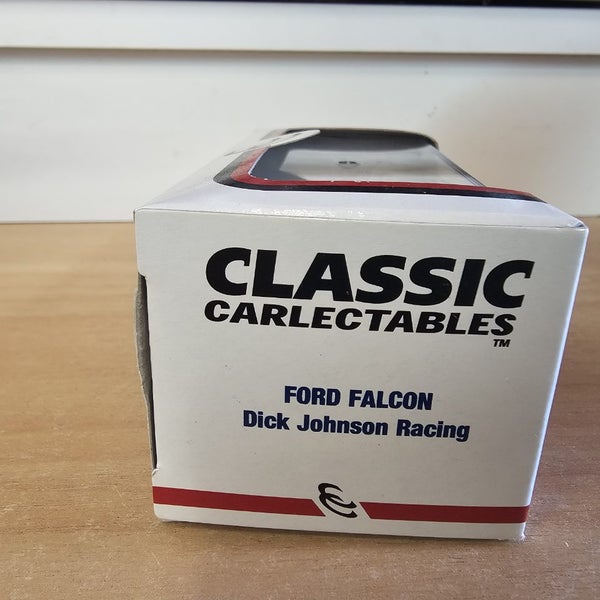 CLASSIC
CARLECTABLES
TM
FORD FALCON
Dick Johnson Racing